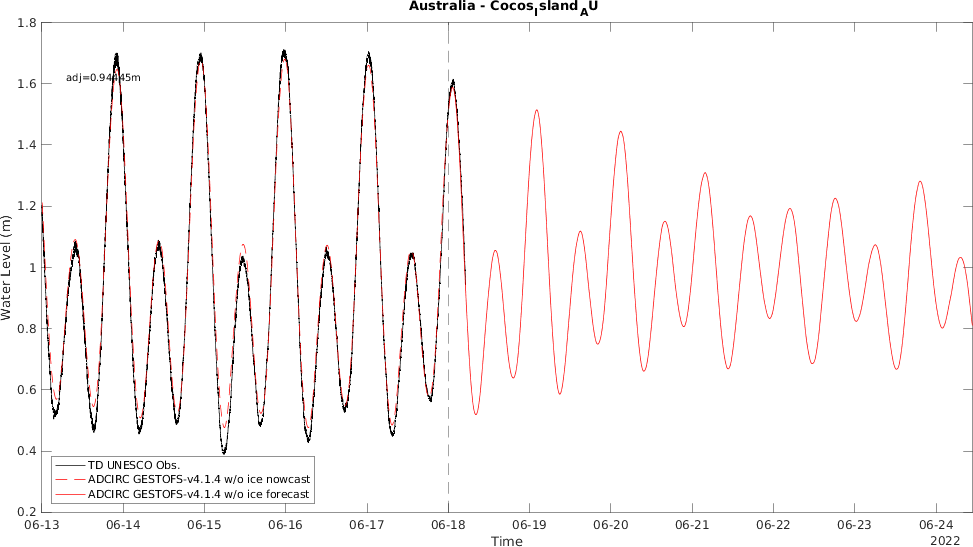 Australia - Cocos_Island_AU
1.8
1.6
1.4
1.2
1
0.8
0.6
0.4
0.2
Water Level (m)
adj=0.94445m
TD UNESCO Obs.
ADCIRC GESTOFS-v4.1.4 w/o ice nowcast
ADCIRC GESTOFS-v4.1.4 w/o ice forecast
06-13 06-14 06-15 06-16 06-17 06-18 06-19 06-20 06-21 06-22 06-23 06-24
Time
2022